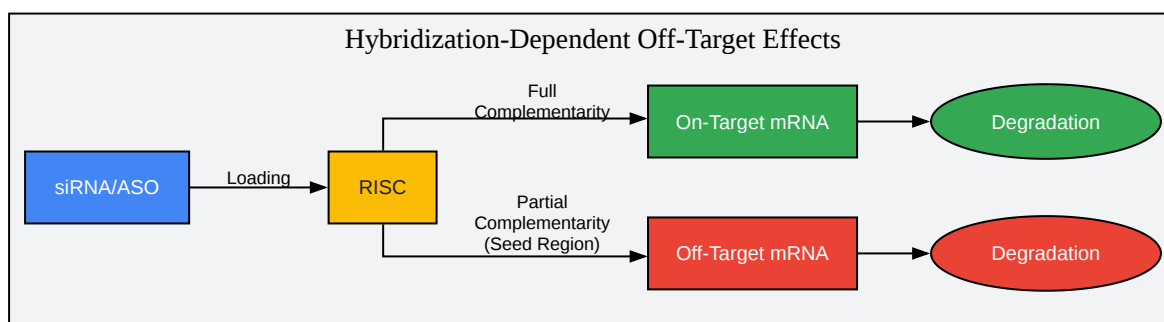 Hybridization-Dependent Off-Target Effects
Full
Complementarity
On-Target mRNA
Degradation
siRNA/ASO
Loading
RISC
Partial
Complementarity
(Seed Region)
Off-Target mRNA
Degradation